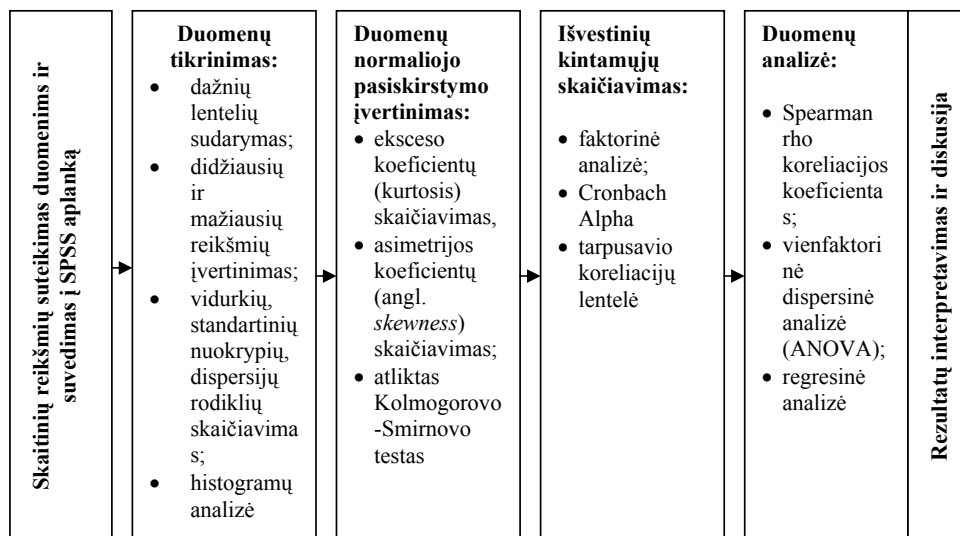 Skaitinių reikšmių suteikimas duomenims ir
suvedimas į SPSS aplanką
Duomenų
tikrinimas:
• dažnių
lentelių
sudarymas;
• didžiausių
ir
mažiausių
reikšmių
įvertinimas;
• vidurkių,
standartinių
nuokrypių,
dispersijų
rodiklių
skaičiavima
s;
• histogramų
analizė
Duomenų
normaliojo
pasiskirstymo
įvertinimas:
• eksceso
koeficientų
(kurtosis)
skaičiavimas,
• asimetrijos
koeficientų
(angl.
skewness)
skaičiavimas;
• atliktas
Kolmogorovo
-Smirnovo
testas
Išvestinių
kintamųjų
skaičiavimas:
• faktorinė
analizė;
• Cronbach
Alpha
• tarpusavio
koreliacijų
lentelė
Duomenų
analizė:
• Spearman
rho
koreliacijos
koeficienta
s;
• vienfaktori
nė
dispersinė
analizė
(ANOVA);
• regresinė
analizė
Rezultatų interpretavimas ir diskusija